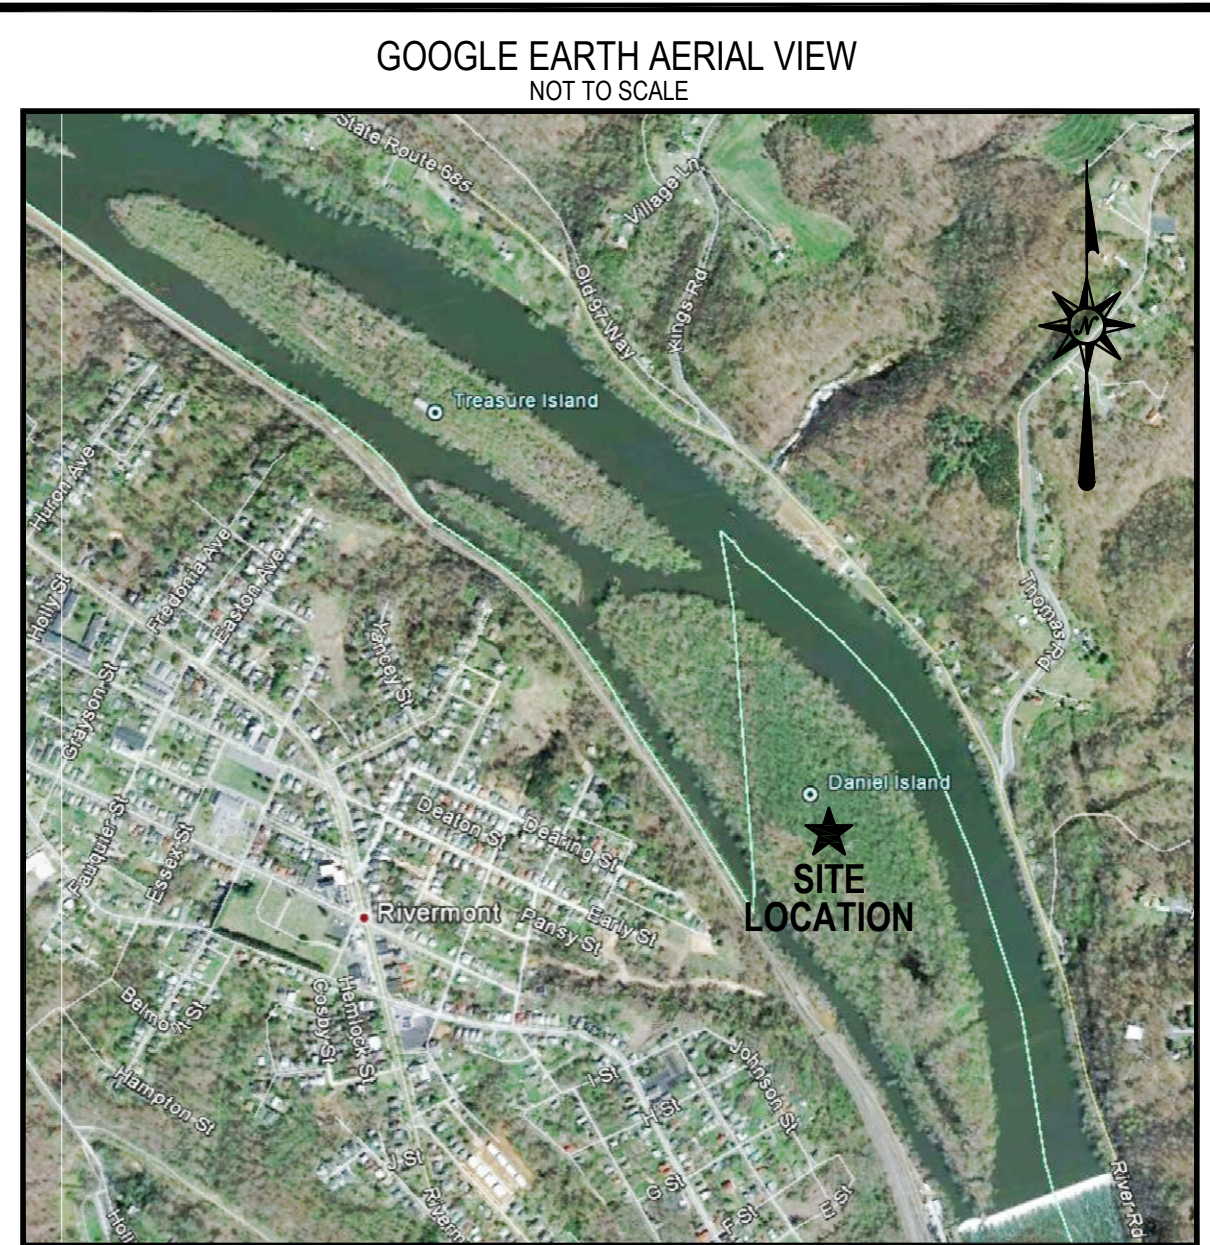 GOOGLE EARTH AERIAL VIEW
NOT TO SCALE
State Route 685
Village Ln
Old 97 Way
Kings Rd
N
Treasure Island
Huron Ave
Holly St
Fredonia Ave
Easton Ave
Yancey St
Thomas Rd
Grayson St
Daniel Island
Fauquier St
Essex St
Deaton St
Dearing St
SITE
LOCATION
Rivermont
Pansy St
Early St
Belmont St
Cosby St
Hemlock St
Hampton St
Johnson St
I St
H St
J St
G St
F St
E St
River Rd